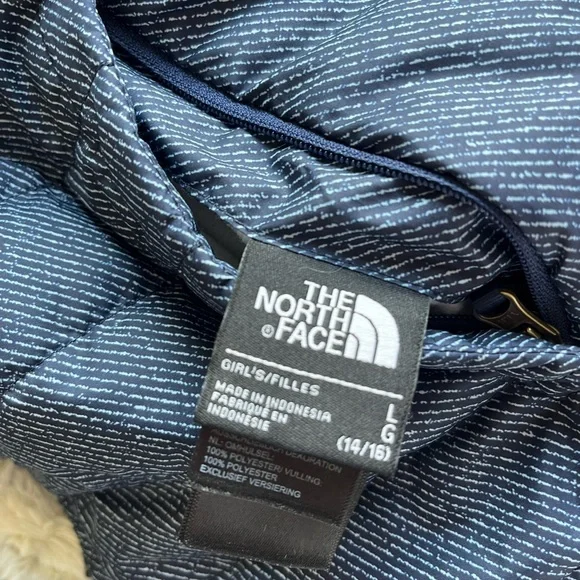 THE
NORTH
FACE
GIRL'S/FILLES
MADE IN INDONESIA
FABRIQUÉ EN
INDONÉSIE
L
G
(14/16)
100% POLYESTER) VULLING
100% POLYESTER
EXCLUSIEF VERSIERING